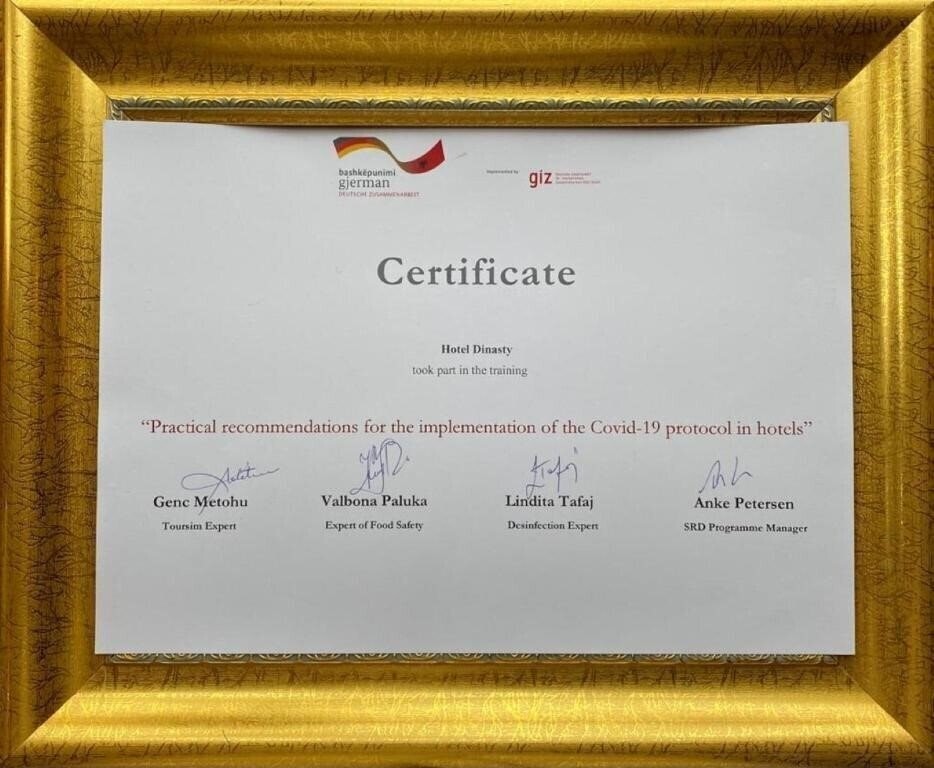 bashkëpunimi
gjerman
DEUTSCHE ZUSAMMENARBEIT
Implemented by
giz
Certificate
Hotel Dinasty
took part in the training
“Practical recommendations for the implementation of the Covid-19 protocol in hotels”
Genc Metohu
Toursim Expert
Valbona Paluka
Expert of Food Safety
Lindita Tafaj
Desinfection Expert
Anke Petersen
SRD Programme Manager